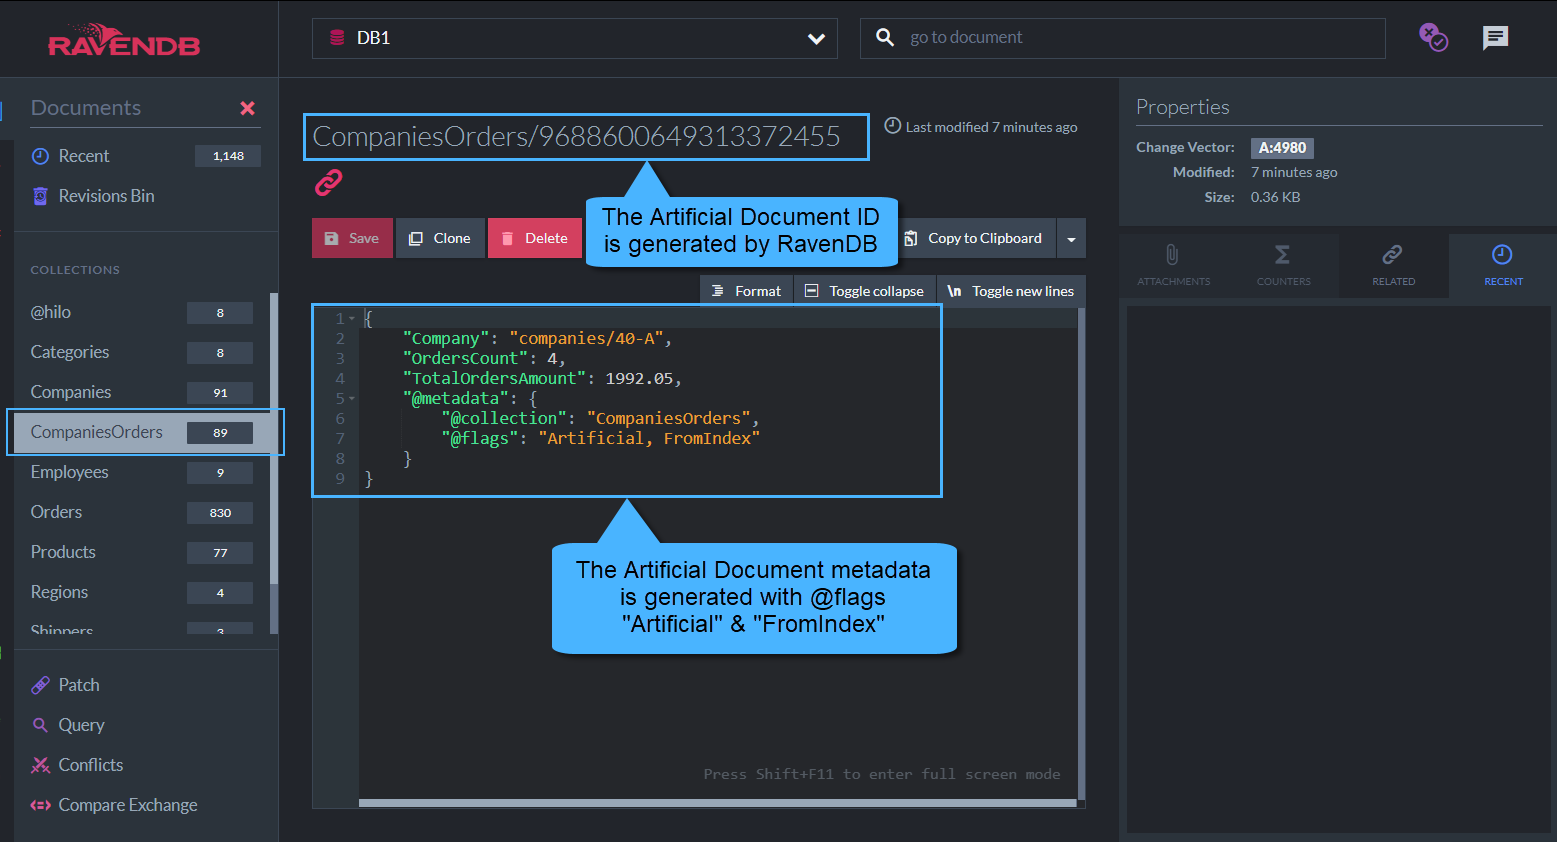 RAVENDB
DB1
go to document
Documents
Recent 1,148
Revisions Bin
COLLECTIONS
@hilo 8
Categories 8
Companies 91
CompaniesOrders 89
Employees 9
Orders 830
Products 77
Regions 4
Shippers 3
Patch
Query
Conflicts
Compare Exchange
CompaniesOrders/9688600649313372455
Last modified 7 minutes ago
The Artificial Document ID
is generated by RavenDB
Save
Clone
Delete
Copy to Clipboard
Format
Toggle collapse
\n Toggle new lines
1 {
2 "Company": "companies/40-A",
3 "OrdersCount": 4,
4 "TotalOrdersAmount": 1992.05,
5 "@metadata": {
6 "@collection": "CompaniesOrders",
7 "@flags": "Artificial, FromIndex"
8 }
9 }
The Artificial Document metadata
is generated with @flags
"Artificial" & "FromIndex"
Press Shift+F11 to enter full screen mode
Properties
Change Vector: A:4980
Modified: 7 minutes ago
Size: 0.36 KB
ATTACHMENTS
COUNTERS
RELATED
RECENT